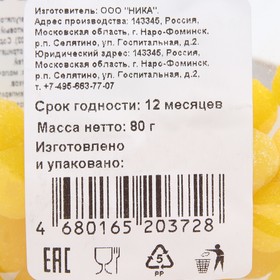 Изготовитель: ООО "НИКА".
Адрес производства: 143345, Россия,
Московская область, г. Наро-Фоминск,
р.п. Селятино, ул. Госпитальная, д.2.
Юридический адрес: 143345, Россия,
Московская область, г. Наро-Фоминск,
р.п. Селятино, ул. Госпитальная, д.2.
т. +7-495-663-77-07
Срок годности: 12 месяцев
Масса нетто: 80 г
Изготовлено
и упаковано:
4 680165 203728
EAC
5
PP